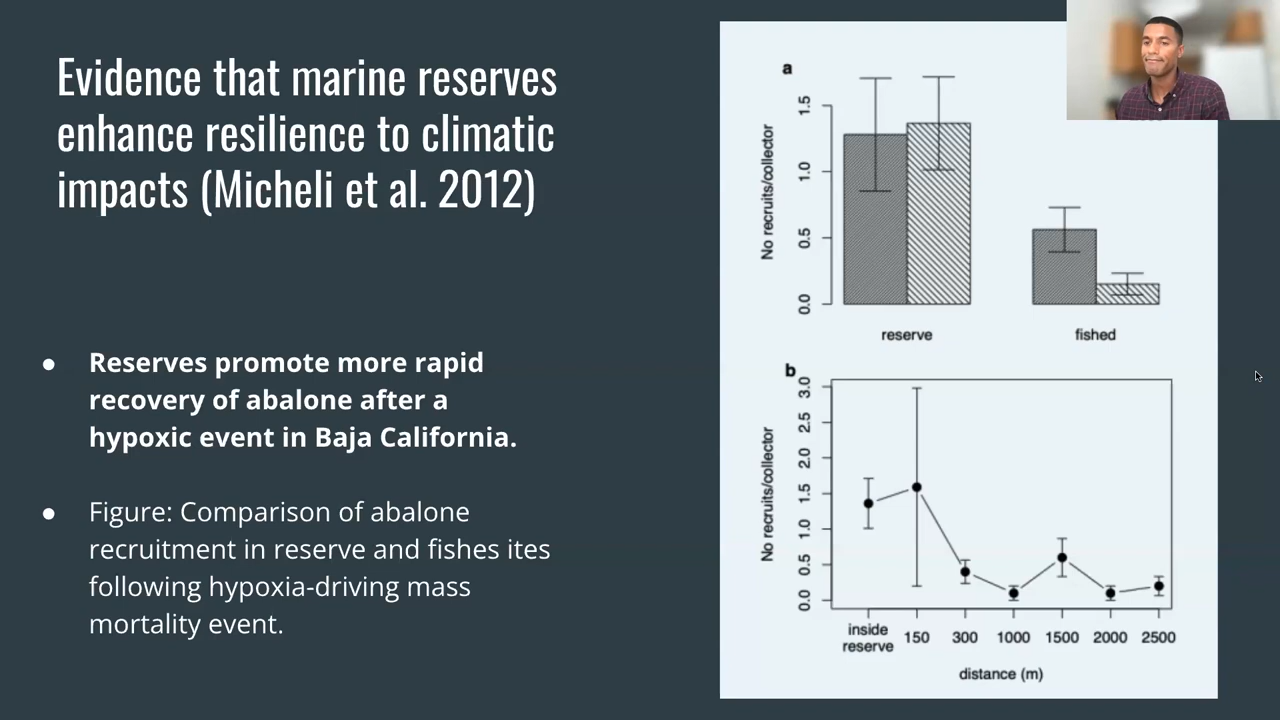 Evidence that marine reserves
enhance resilience to climatic
impacts (Micheli et al. 2012)
● Reserves promote more rapid
recovery of abalone after a
hypoxic event in Baja California.
● Figure: Comparison of abalone
recruitment in reserve and fishes ites
following hypoxia-driving mass
mortality event.
a
No recruits/collector
1.5
1.0
0.5
0.0
reserve fished
b
No recruits/collector
3.0
2.5
2.0
1.5
1.0
0.5
0.0
inside
reserve 150 300 1000 1500 2000 2500
distance (m)